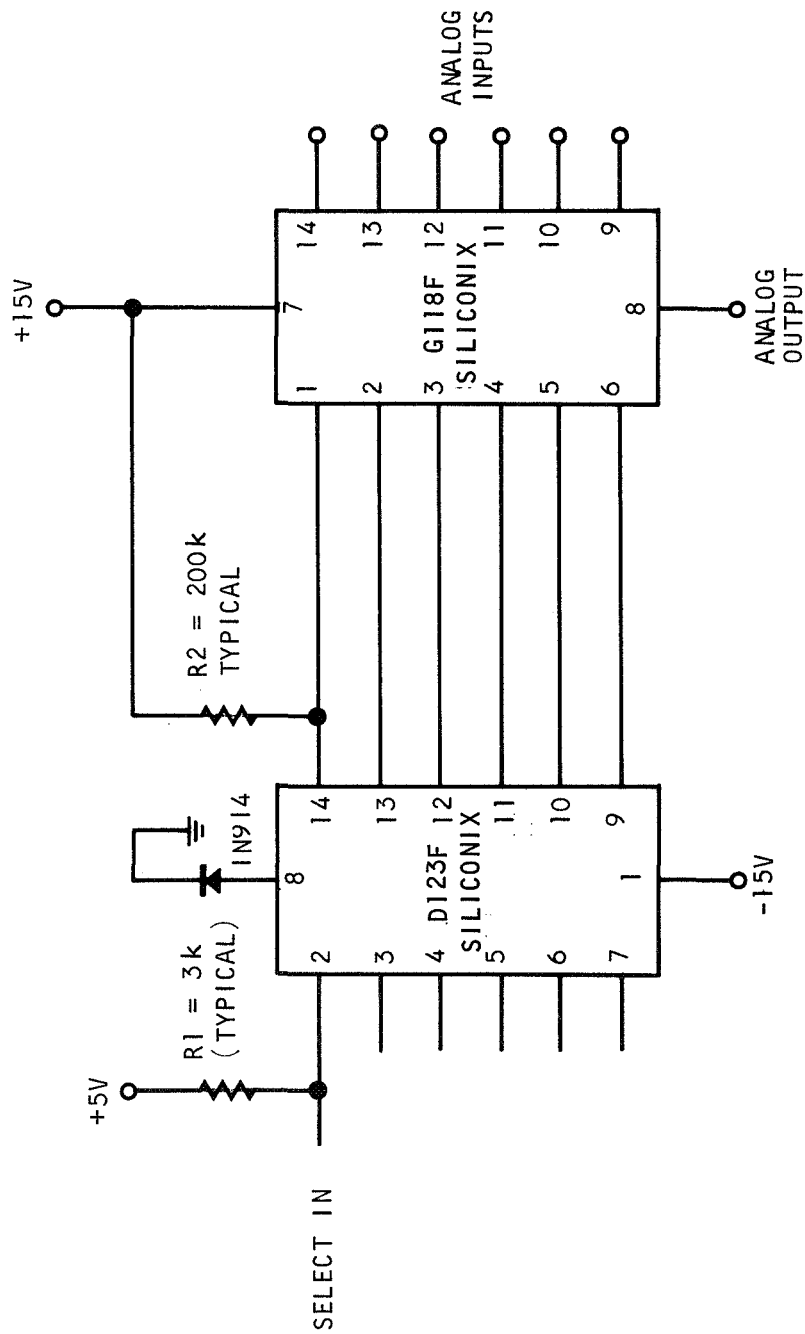 +5V
R1 = 3k
(TYPICAL)
1N914
R2 = 200k
TYPICAL
+15V
SELECT IN
2
3
4
5
6
7
8
D123F
SILICONIX
1
14
13
12
11
10
9
-15V
1
2
3
4
5
6
7
G118F
SILICONIX
8
14
13
12
11
10
9
ANALOG
INPUTS
ANALOG
OUTPUT